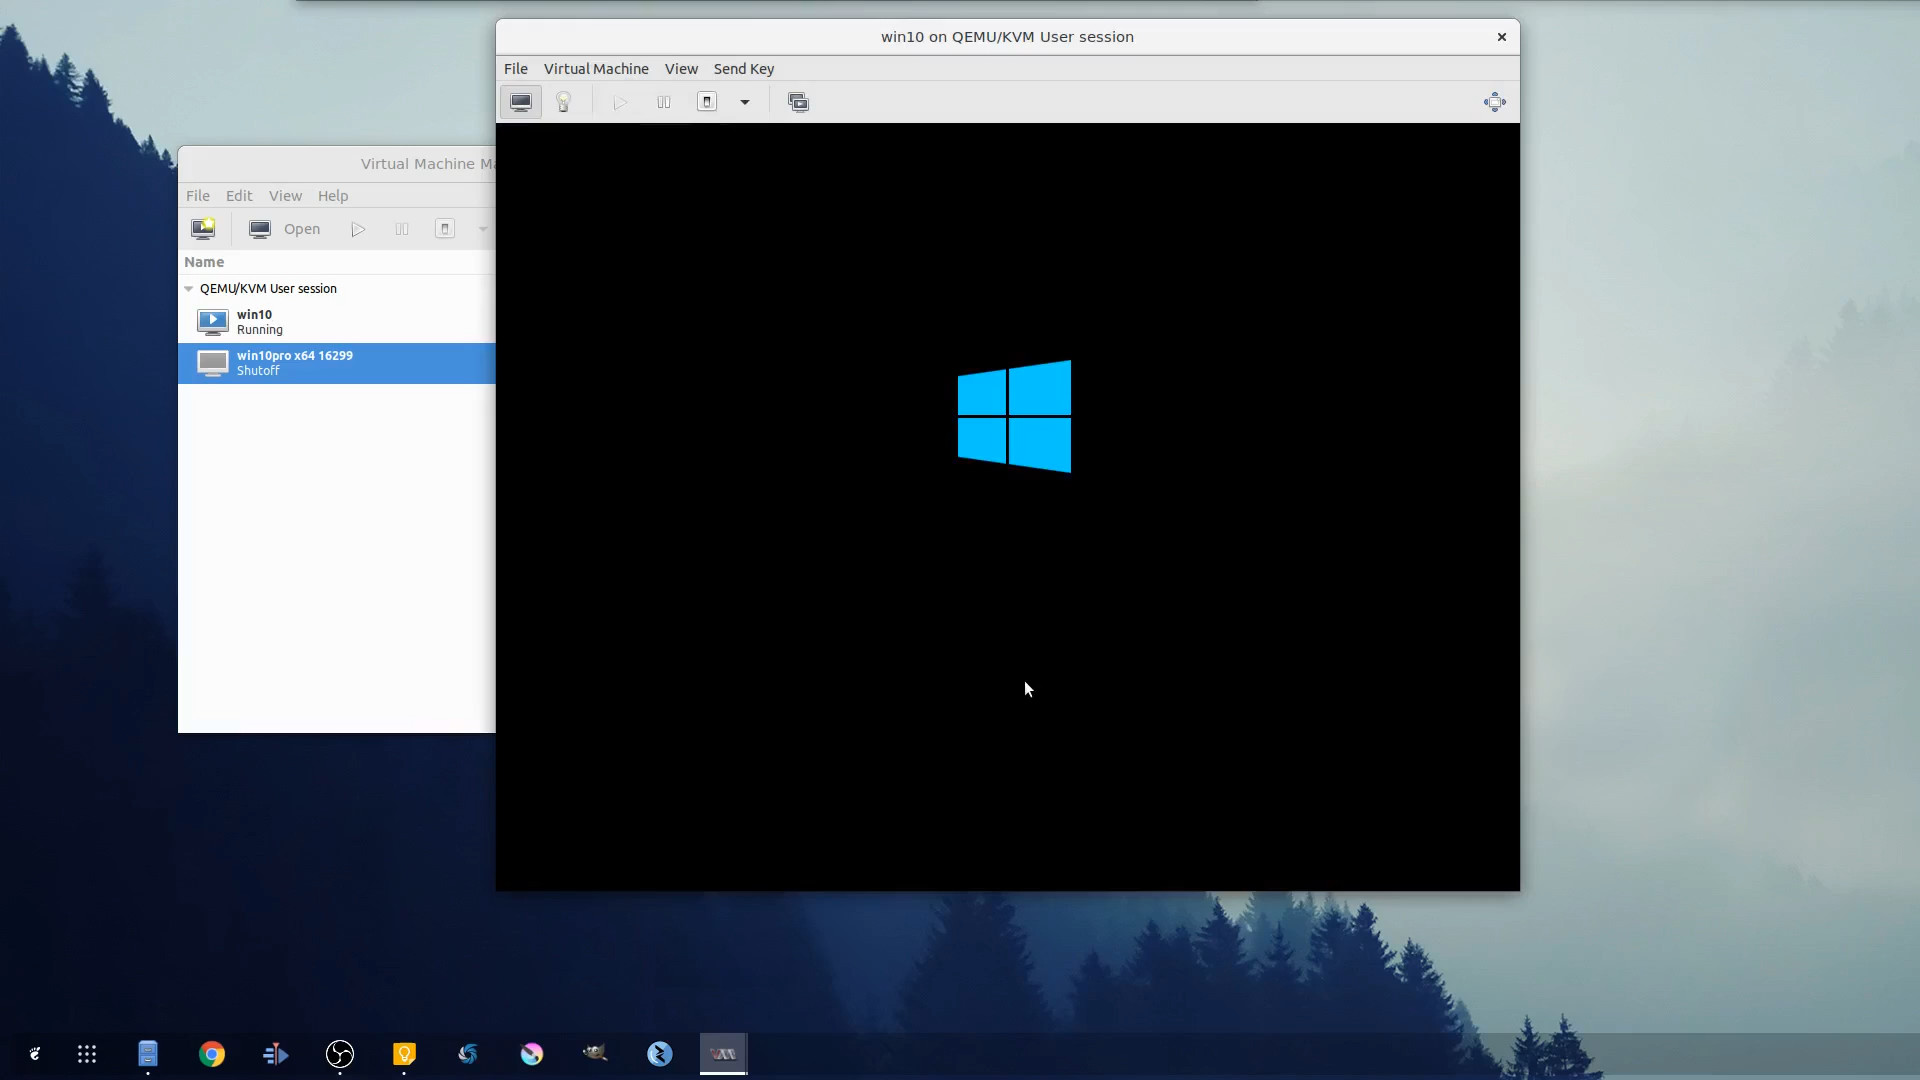 win10 on QEMU/KVM User session
File Virtual Machine View Send Key
Virtual Machine Ma
File Edit View Help
Open
Name
QEMU/KVM User session
win10
Running
win10pro x64 16299
Shutoff